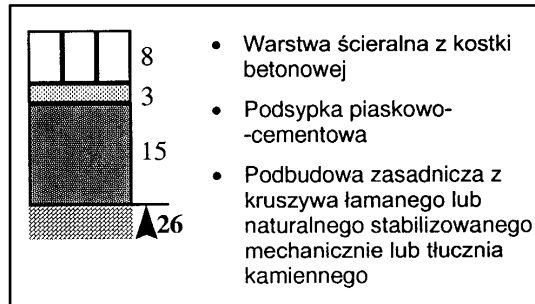 8
3
15
26
• Warstwa ścieralna z kostki
betonowej
• Podsypka piaskowo-
-cementowa
• Podbudowa zasadnicza z
kruszywa łamanego lub
naturalnego stabilizowanego
mechanicznie lub tłucznia
kamiennego